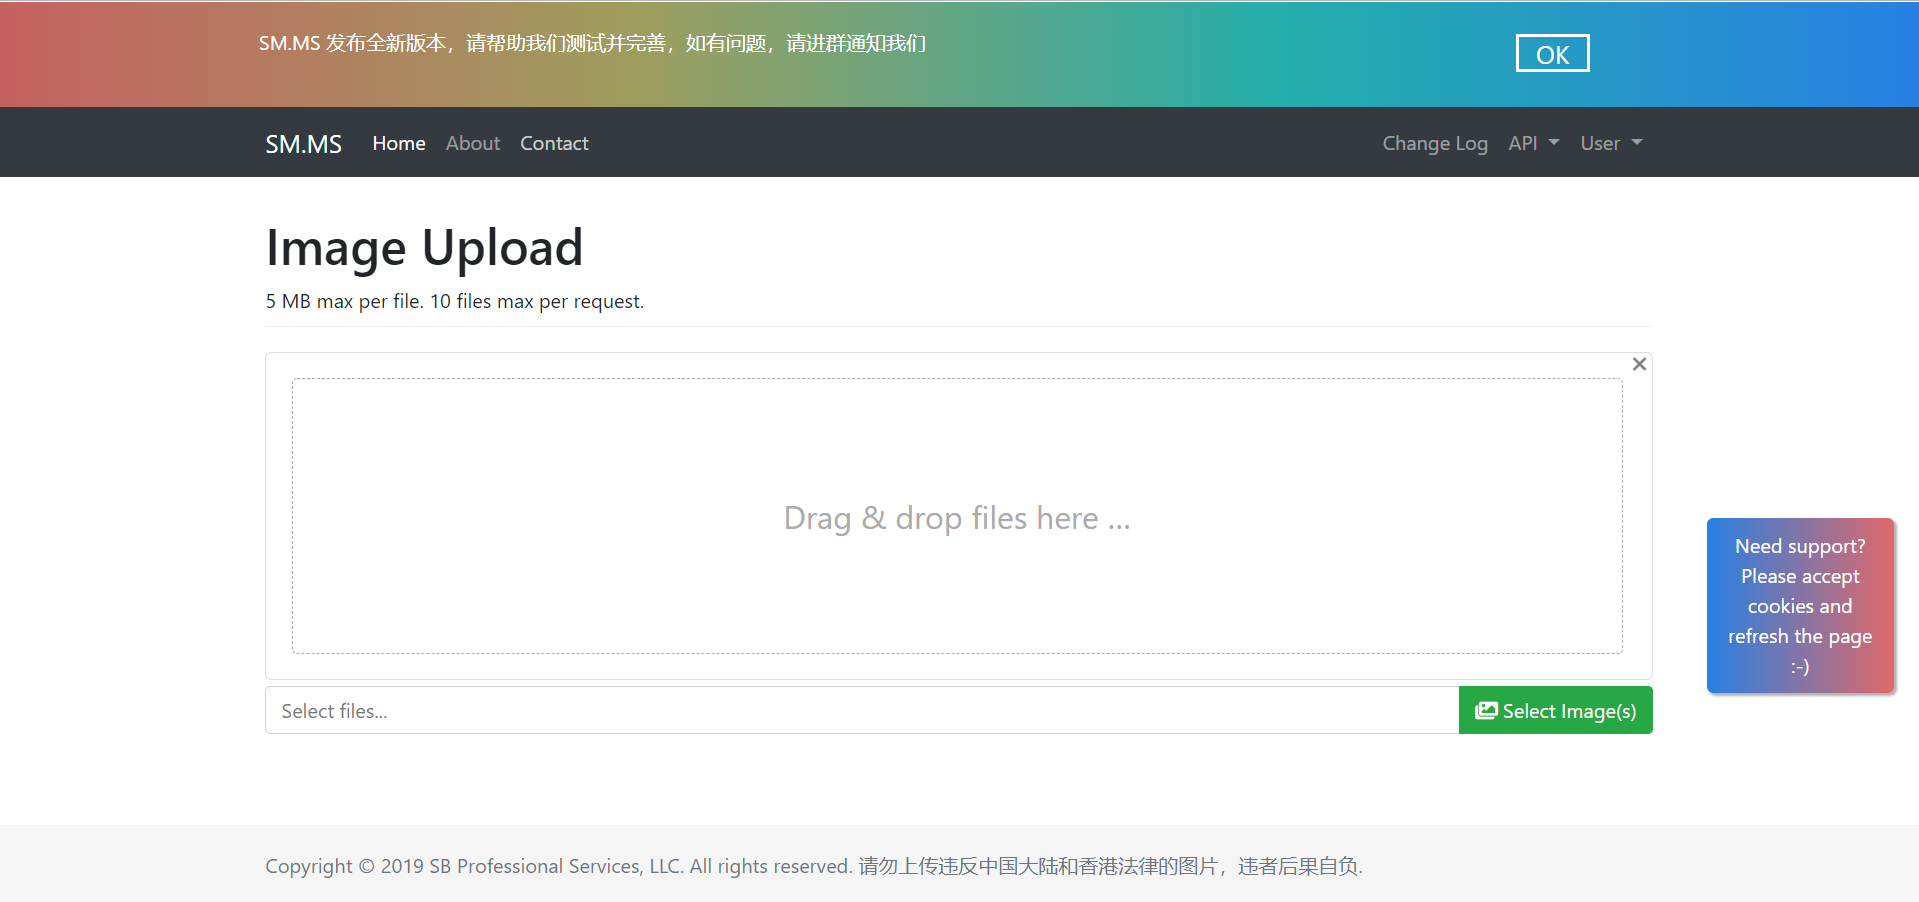 SM.MS 发布全新版本，请帮助我们测试并完善，如有问题，请进群通知我们
OK
SM.MS Home About Contact Change Log API User
Image Upload
5 MB max per file. 10 files max per request.
Drag & drop files here ...
Select files...
Select Image(s)
Need support?
Please accept
cookies and
refresh the page
:-)
Copyright © 2019 SB Professional Services, LLC. All rights reserved. 请勿上传违反中国大陆和香港法律的图片，违者后果自负.